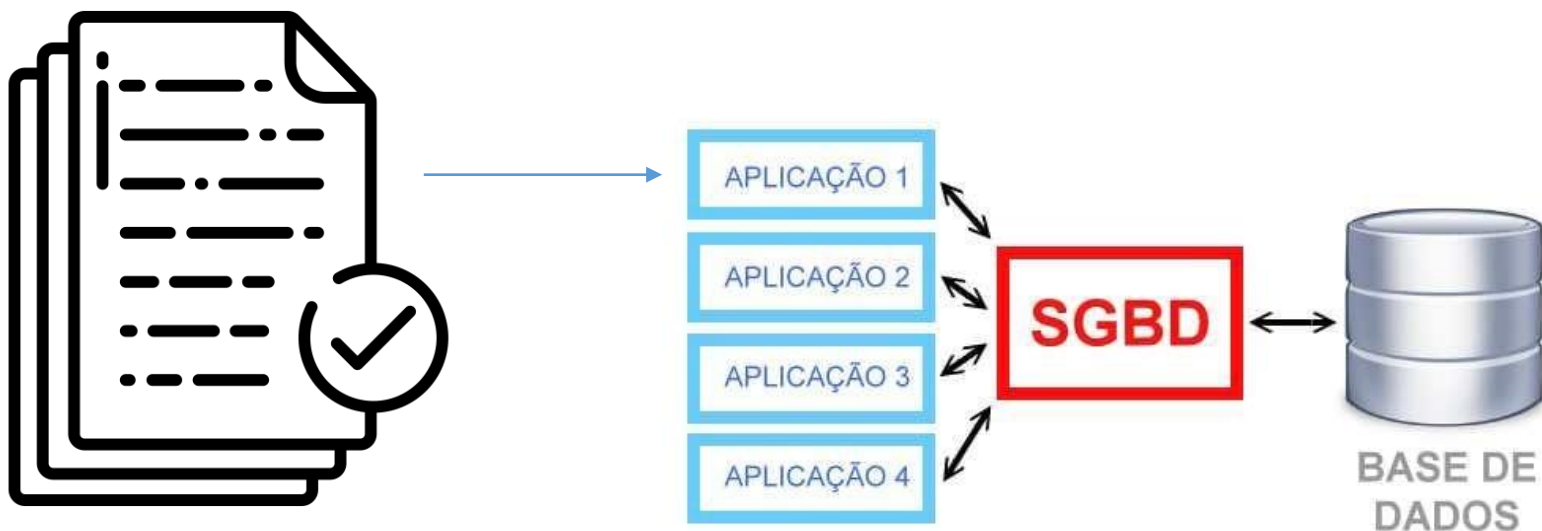 APLICAÇÃO 1
APLICAÇÃO 2
APLICAÇÃO 3
APLICAÇÃO 4
SGBD
BASE DE
DADOS